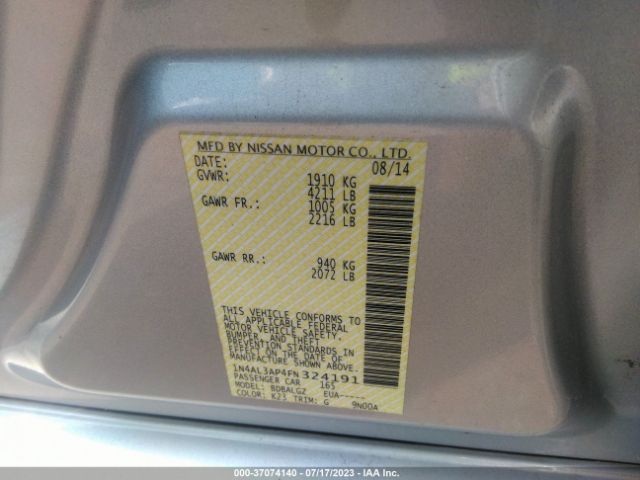 MFD BY NISSAN MOTOR CO., LTD.
DATE: 08/14
GVWR: 1910 KG
4211 LB
GAWR FR.: 1005 KG
2216 LB
GAWR RR.: 940 KG
2072 LB
THIS VEHICLE CONFORMS TO
ALL APPLICABLE FEDERAL
MOTOR VEHICLE SAFETY,
BUMPER, AND THEFT
PREVENTION STANDARDS IN
EFFECT ON THE DATE OF
MANUFACTURE SHOWN ABOVE.
1N4AL3AP4FN324191
PASSENGER CAR 165
MODEL: BDBALGZ EUA-----
COLOR: K23 TRIM: G 9N00A
000-37074140 - 07/17/2023 - IAA Inc.